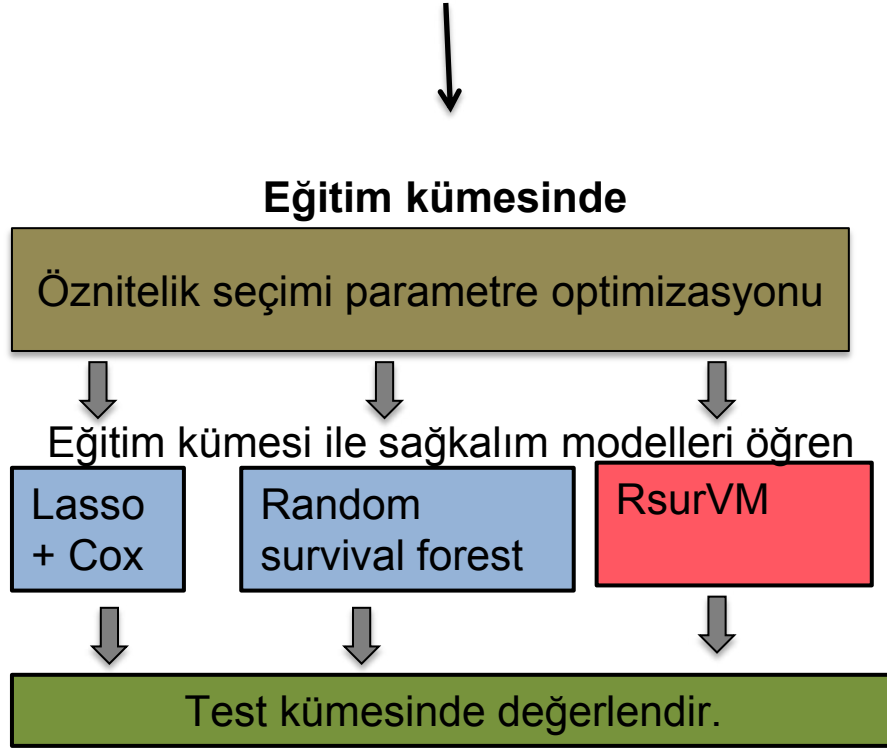 Eğitim kümesinde
Öznitelik seçimi parametre optimizasyonu
Eğitim kümesi ile sağkalım modelleri öğren
Lasso
+ Cox
Random
survival forest
RsurVM
Test kümesinde değerlendir.